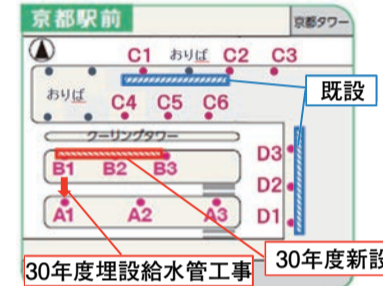 京都駅前
京都タワー
C1 おりば C2 C3
おりば
C4 C5 C6
既設
クーリングタワー
B1 B2 B3
D3
D2
D1
A1 A2 A3
30年度埋設給水管工事
30年度新設